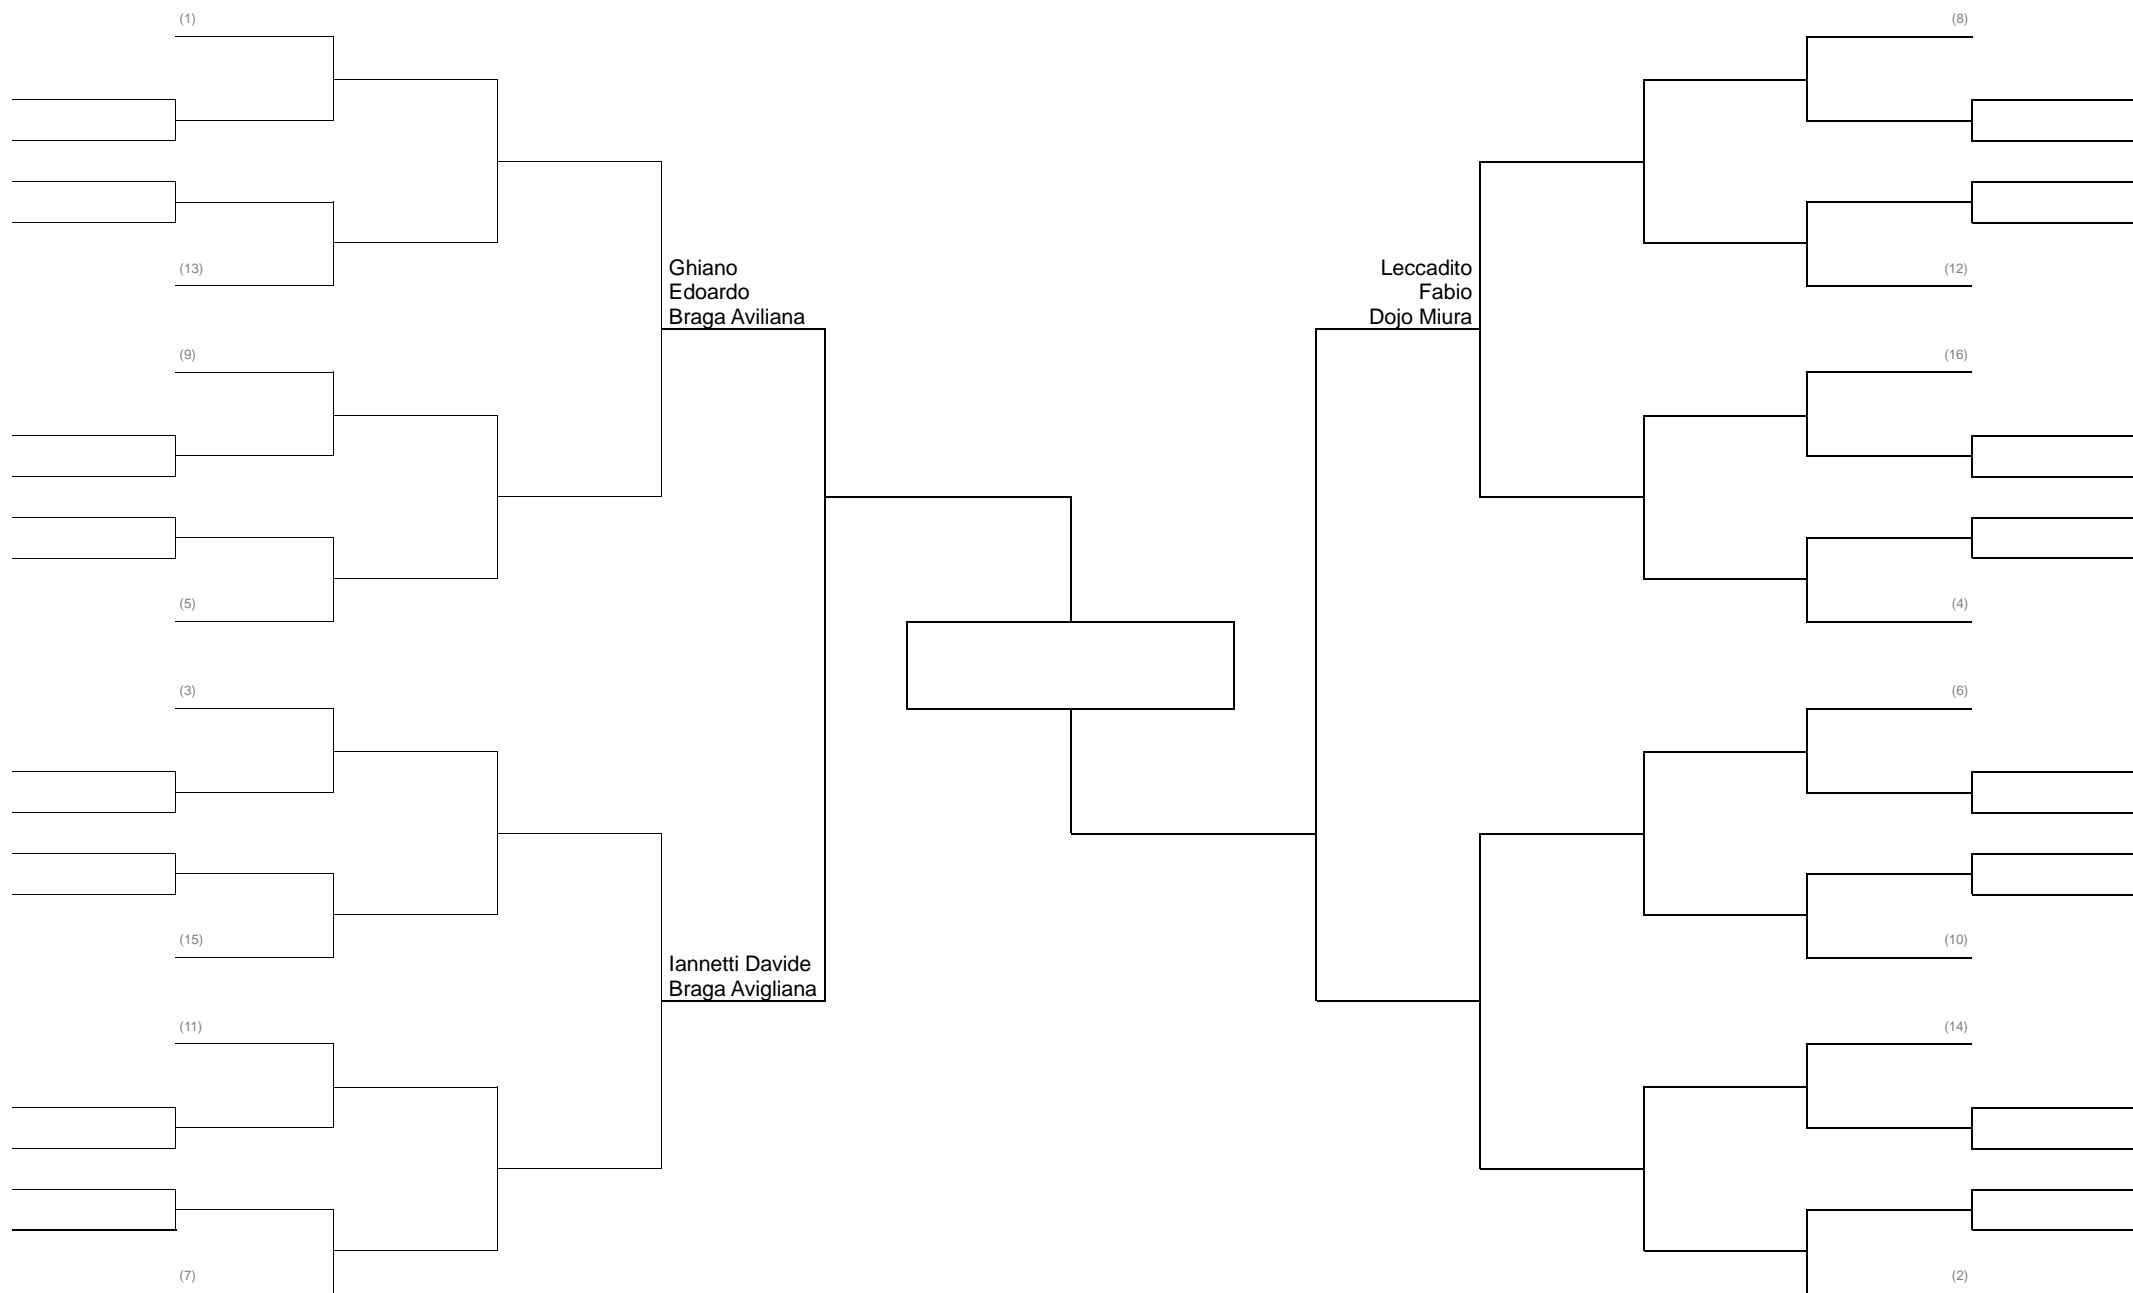 (1)
(8)
Ghiano
Edoardo
Braga Aviliana
Leccadito
Fabio
Dojo Miura
(13)
(12)
(9)
(16)
(5)
(4)
(3)
(6)
(15)
(10)
Iannetti Davide
Braga Avigliana
(11)
(14)
(7)
(2)